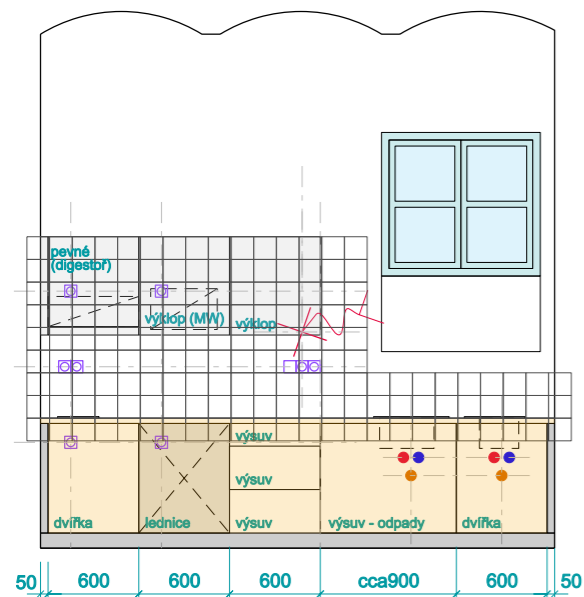 pevné
(digestoř)
výklop (MW)
výklop
výsuv
výsuv
dvířka
lednice
výsuv
výsuv - odpady
dvířka
50
600
600
600
cca900
600
50